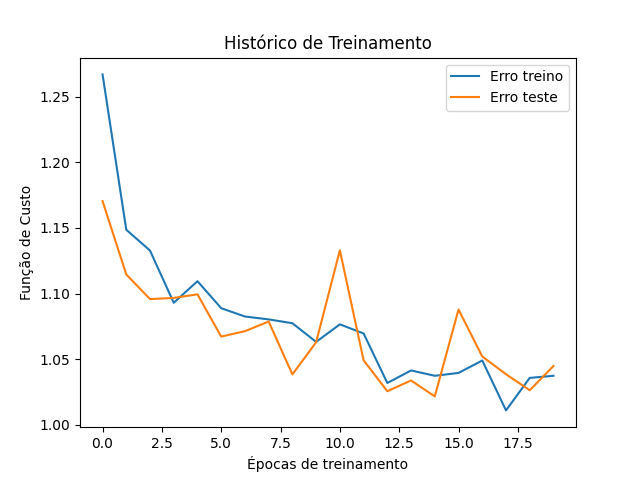 Histórico de Treinamento
Erro treino
Erro teste
Função de Custo
1.25
1.20
1.15
1.10
1.05
1.00
0.0 2.5 5.0 7.5 10.0 12.5 15.0 17.5
Épocas de treinamento